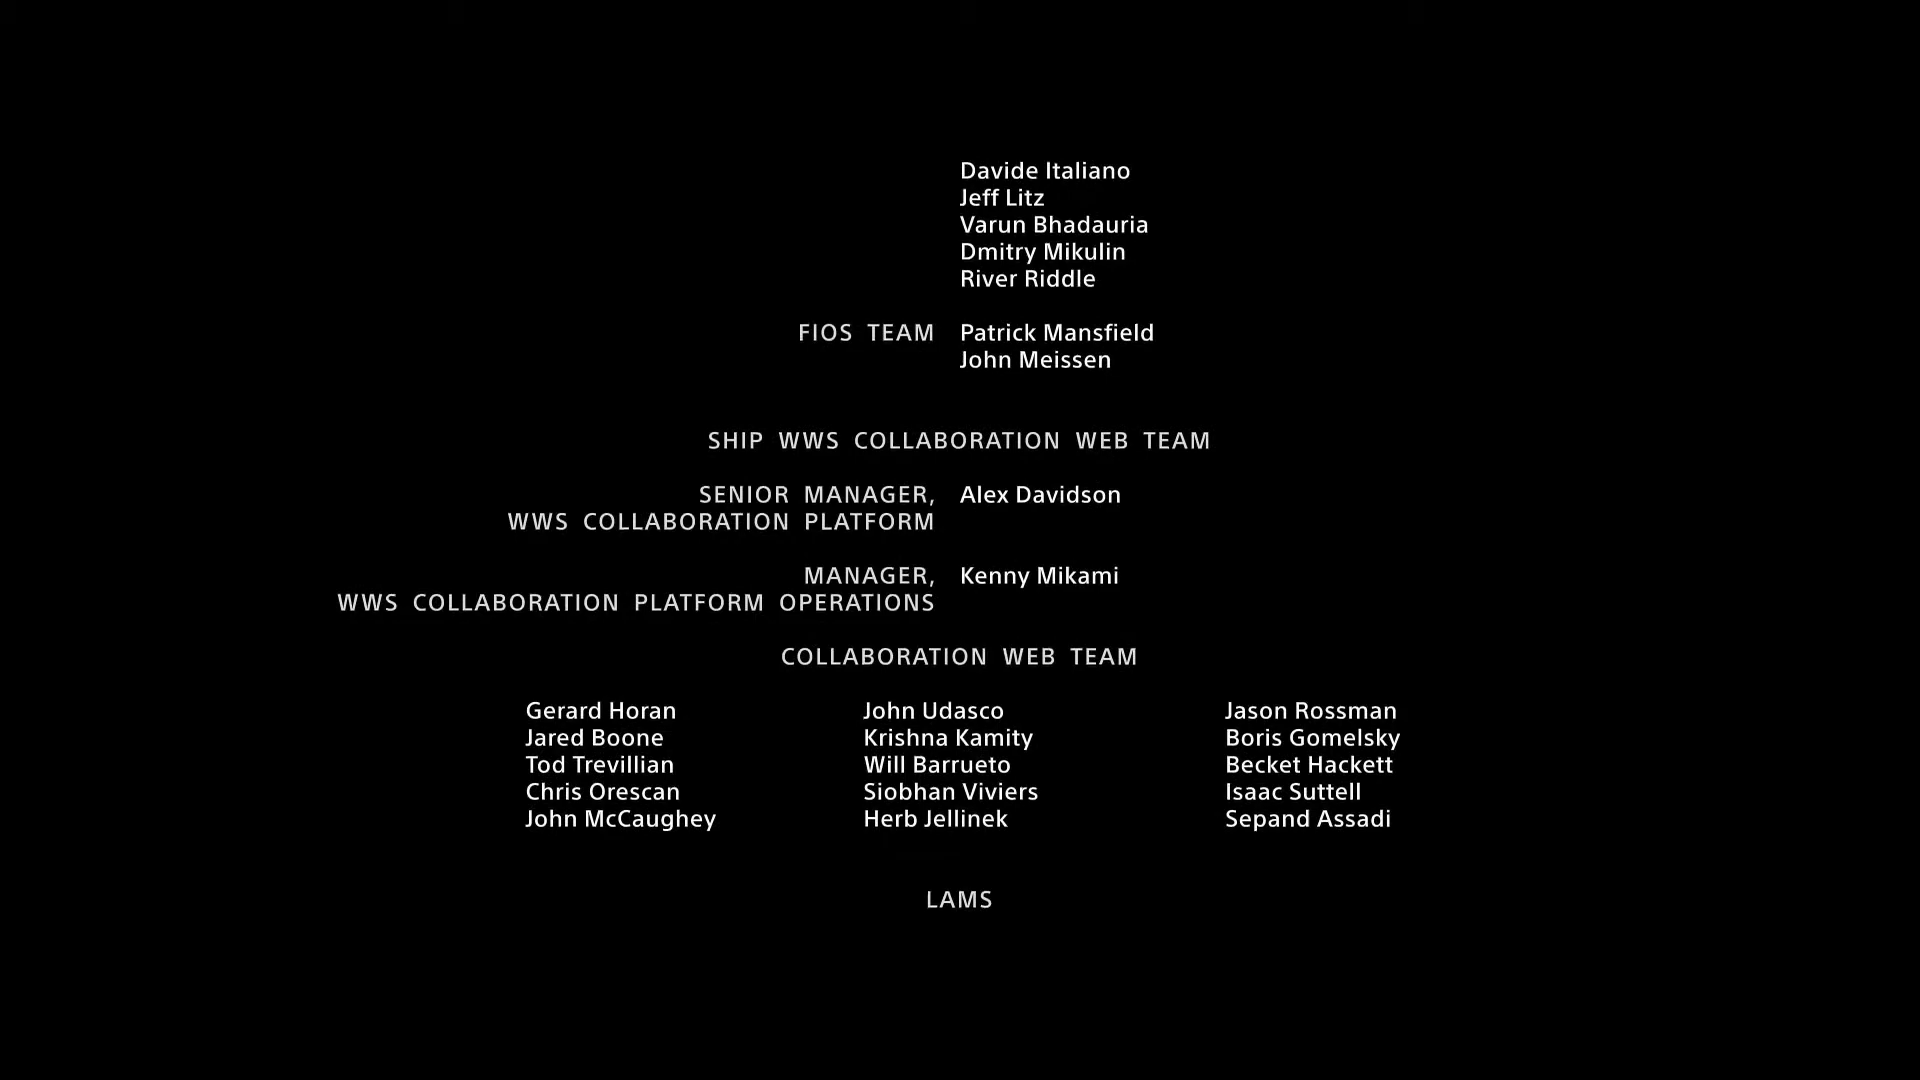 Davide Italiano
Jeff Litz
Varun Bhadauria
Dmitry Mikulin
River Riddle
FIOS TEAM Patrick Mansfield
John Meissen
SHIP WWS COLLABORATION WEB TEAM
SENIOR MANAGER, Alex Davidson
WWS COLLABORATION PLATFORM
MANAGER, Kenny Mikami
WWS COLLABORATION PLATFORM OPERATIONS
COLLABORATION WEB TEAM
Gerard Horan John Udasco Jason Rossman
Jared Boone Krishna Kamity Boris Gomelsky
Tod Trevillian Will Barrueto Becket Hackett
Chris Orescan Siobhan Viviers Isaac Suttell
John McCaughey Herb Jellinek Sepand Assadi
LAMS